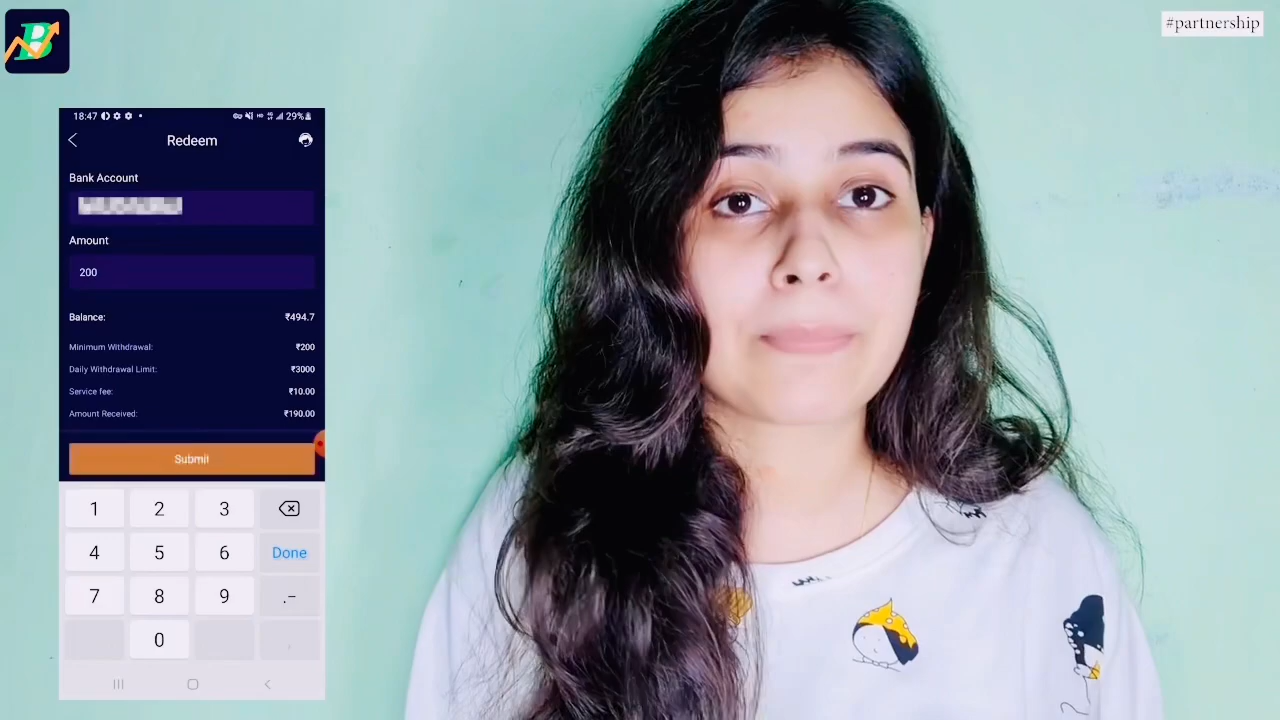 #partnership
B
18:47
29%
Redeem
Bank Account
Amount
200
Balance: ₹494.7
Minimum Withdrawal: ₹200
Daily Withdrawal Limit: ₹3000
Service fee: ₹10.00
Amount Received: ₹190.00
Submit
1 2 3
4 5 6 Done
7 8 9 .-
0 ,